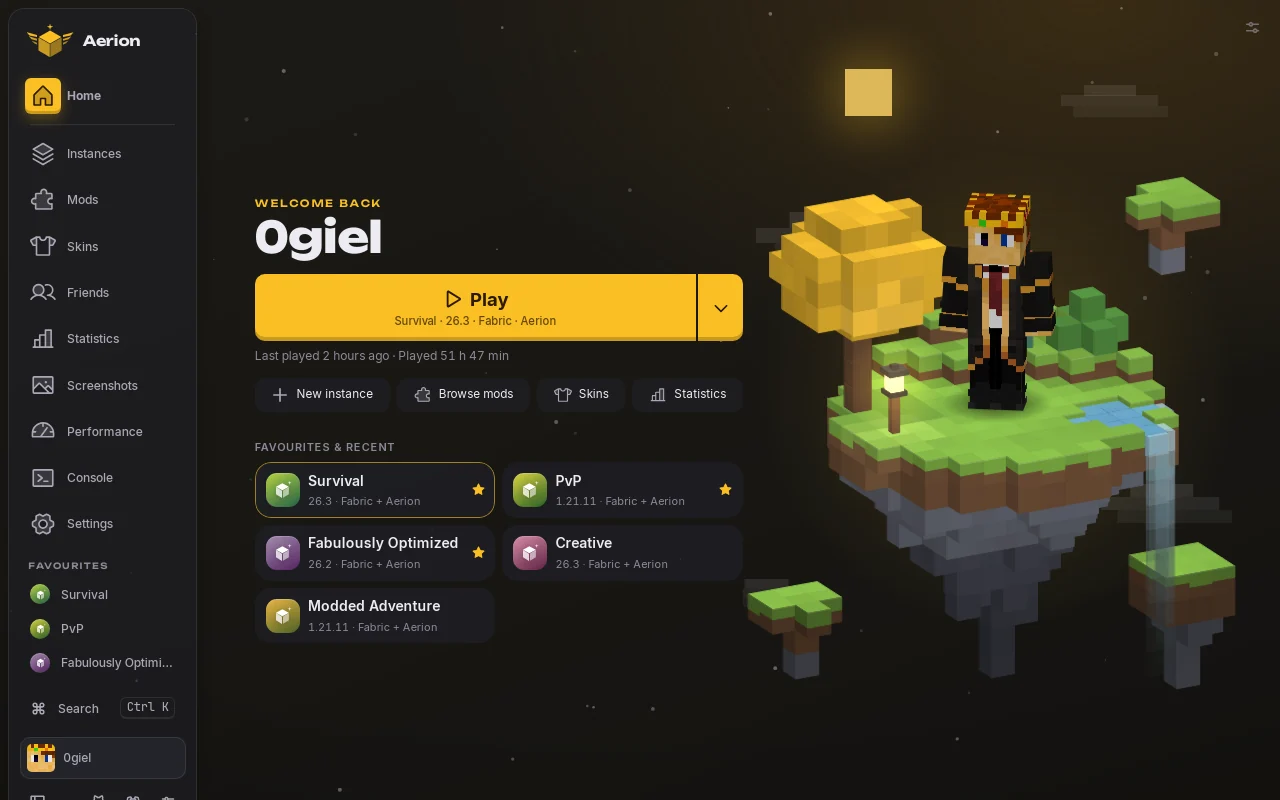 Aerion
Home
Instances
Mods
Skins
Friends
Statistics
Screenshots
Performance
Console
Settings
FAVOURITES
Survival
PvP
Fabulously Optimi...
Search Ctrl K
0giel
WELCOME BACK
0giel
Play
Survival · 26.3 · Fabric · Aerion
Last played 2 hours ago · Played 51 h 47 min
New instance Browse mods Skins Statistics
FAVOURITES & RECENT
Survival
26.3 · Fabric + Aerion
PvP
1.21.11 · Fabric + Aerion
Fabulously Optimized
26.2 · Fabric + Aerion
Creative
26.3 · Fabric + Aerion
Modded Adventure
1.21.11 · Fabric + Aerion